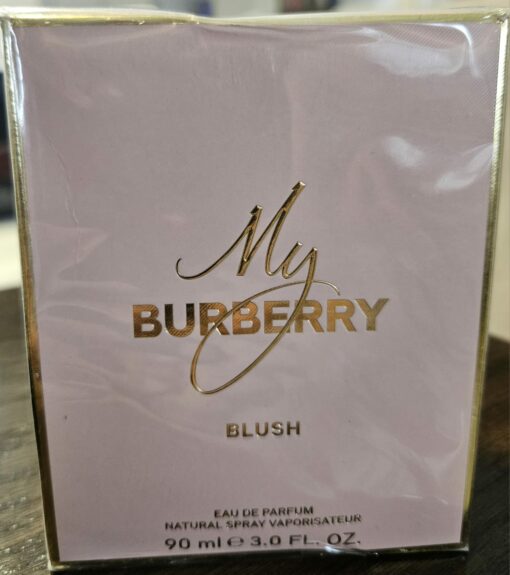 My
BURBERRY
BLUSH
EAU DE PARFUM
NATURAL SPRAY VAPORISATEUR
90 ml ℮ 3.0 FL. OZ.